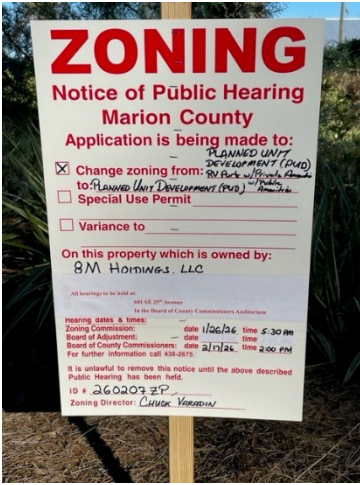 ZONING
Notice of Public Hearing
Marion County
Application is being made to:
PLANNED UNIT
DEVELOPMENT (PUD)
Change zoning from: RV Park w/Private Amenities
to: PLANNED UNIT DEVELOPMENT (PUD) w/Public Amenities
Special Use Permit
Variance to
On this property which is owned by:
8M HOLDINGS, LLC
All hearings to be held at:
601 SE 25th Avenue
In the Board of County Commissioners Auditorium
Hearing dates & times:
Zoning Commission: date 1/26/26 time 5:30 PM
Board of Adjustment: date time
Board of County Commissioners: date 2/17/26 time 2:00 PM
For further information call 438-2675
It is unlawful to remove this notice until the above described
Public Hearing has been held.
ID # 260207ZP
Zoning Director: CHUCK VARADIN